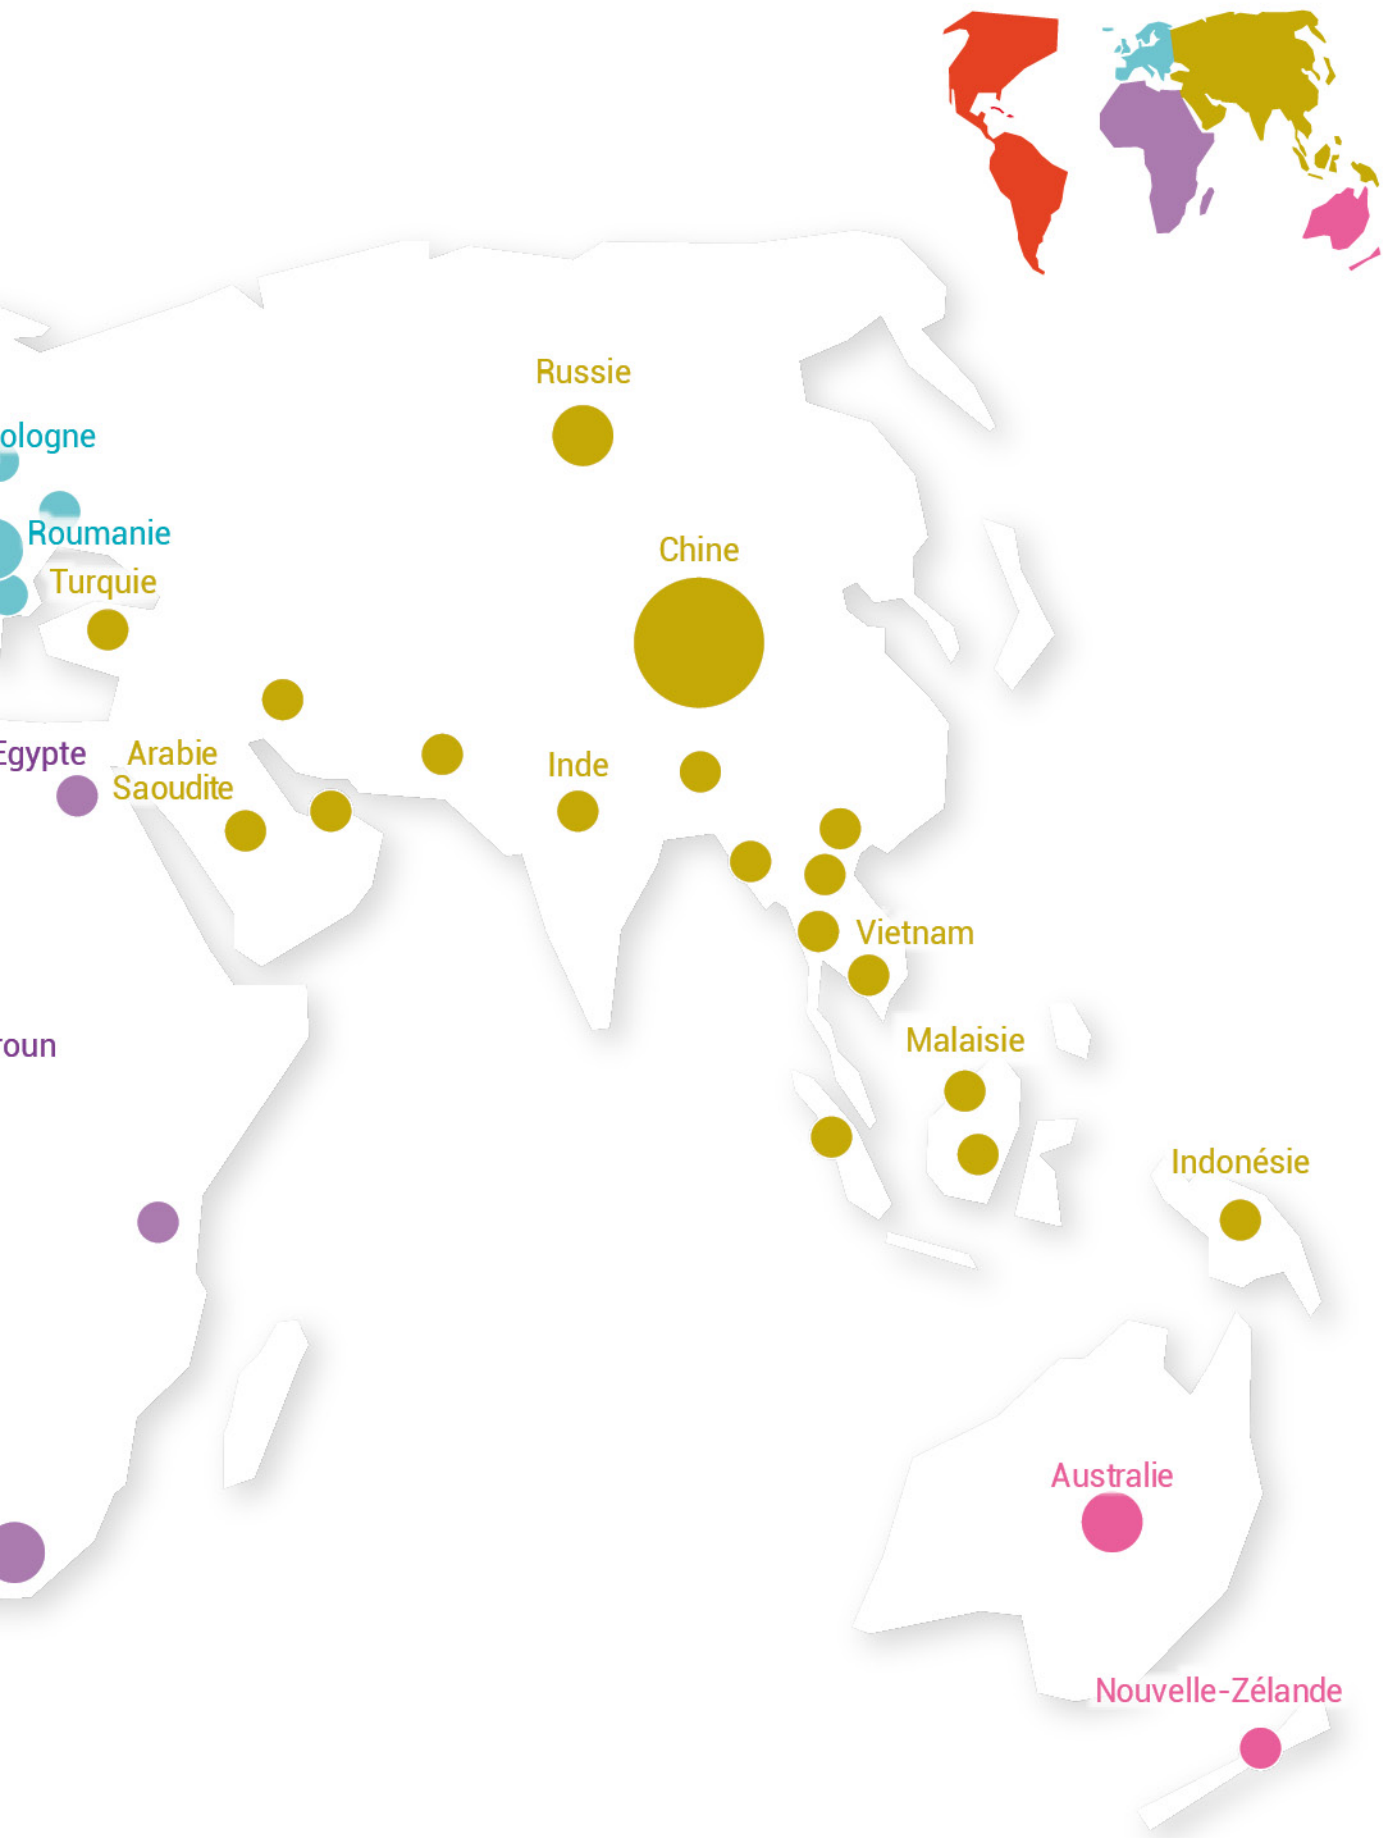 Russie
ologne
Roumanie
Chine
Turquie
Egypte
Arabie
Saoudite
Inde
Vietnam
roun
Malaisie
Indonésie
Australie
Nouvelle-Zélande